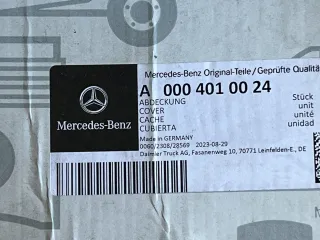 Mercedes-Benz Original-Teile/Geprüfte Qualitä
A 000 401 00 24
ABDECKUNG
COVER
CACHE
CUBIERTA
Stück
unit
unité
unidad
Mercedes-Benz
Made in GERMANY
0060/2308/28569 2023-08-29
Daimler Truck AG, Fasanenweg 10, 70771 Leinfelden-E., DE